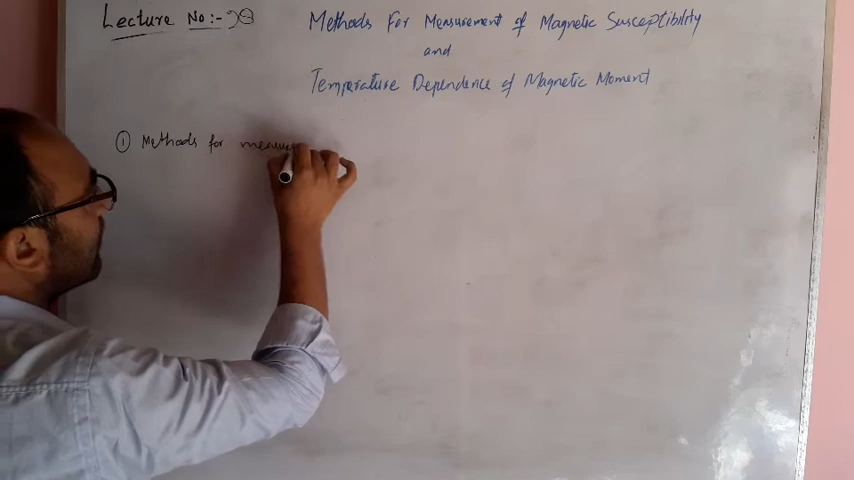 Lecture No:-
Methods For Measurement of Magnetic Susceptibility
and
Temperature Dependence of Magnetic Moment
① Methods for